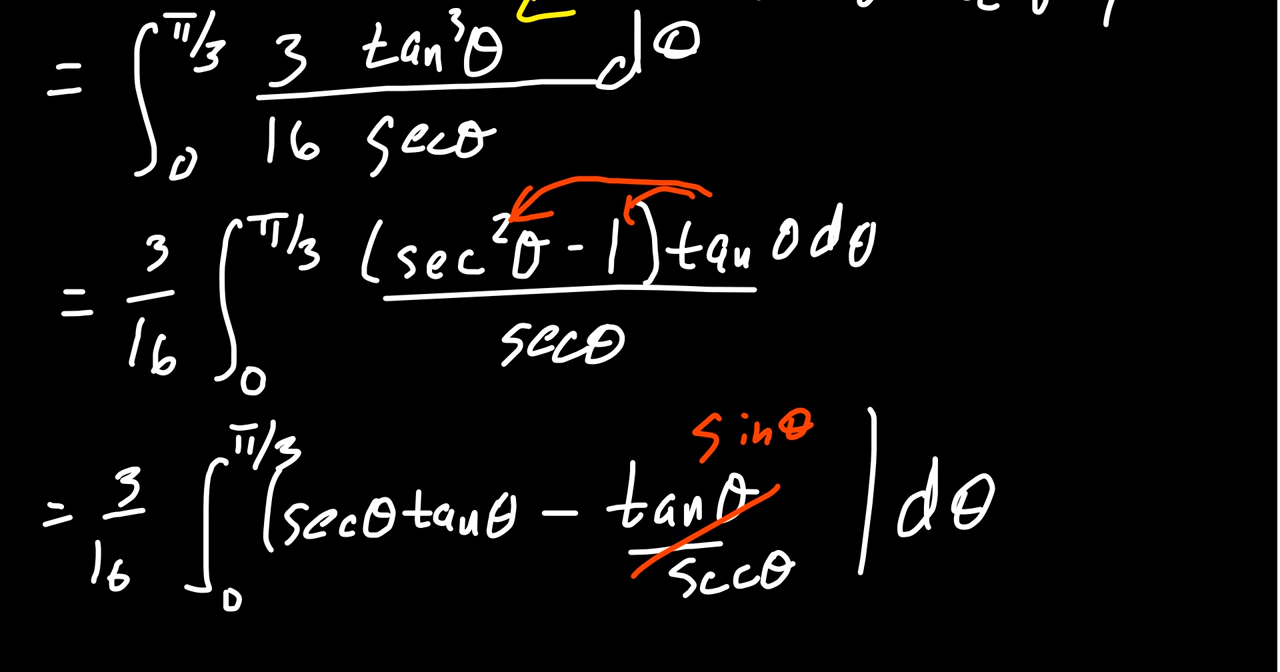 = ∫₀^{π/3} (3 tan³θ)/(16 secθ) dθ
= 3/16 ∫₀^{π/3} ((sec²θ - 1) tan θ dθ)/(secθ)
sinθ
= 3/16 ∫₀^{π/3} (secθ tanθ - tanθ/secθ) dθ